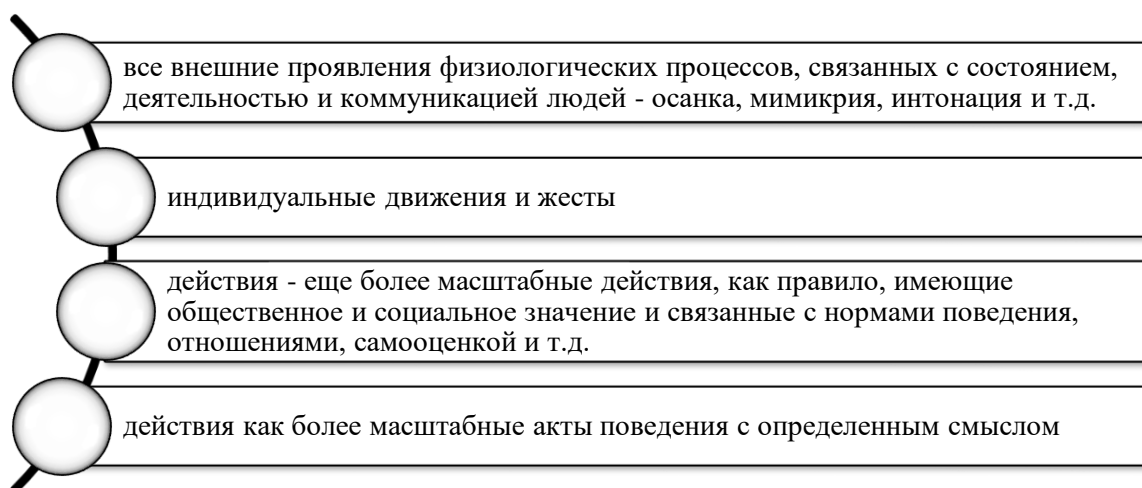 все внешние проявления физиологических процессов, связанных с состоянием,
деятельностью и коммуникацией людей - осанка, мимикрия, интонация и т.д.
индивидуальные движения и жесты
действия - еще более масштабные действия, как правило, имеющие
общественное и социальное значение и связанные с нормами поведения,
отношениями, самооценкой и т.д.
действия как более масштабные акты поведения с определенным смыслом